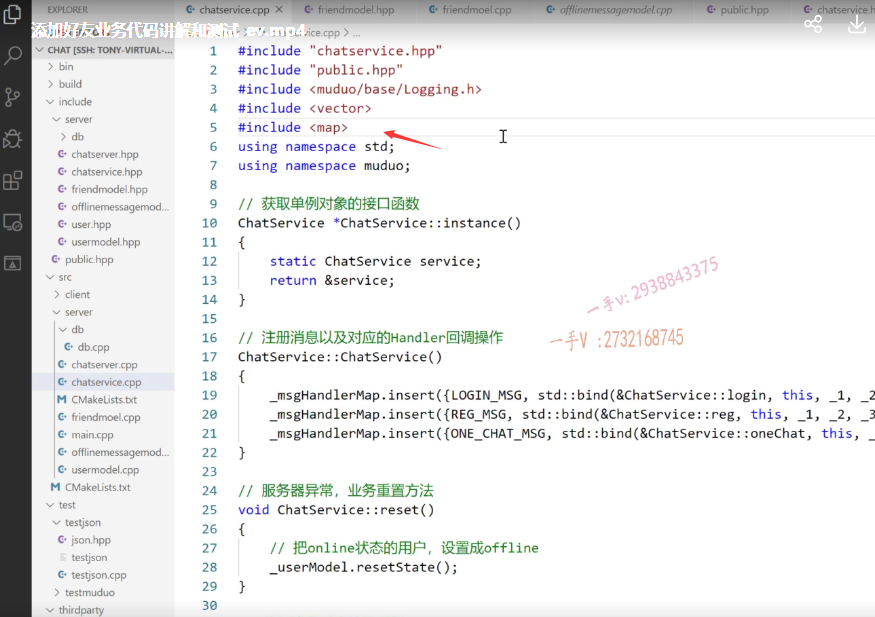 EXPLORER
chatservice.cpp
friendmodel.hpp
friendmoel.cpp
offlinemessagemodel.cpp
public.hpp
chatservice.h
添加好友业务代码讲解和测试_ev.mp4
ce.cpp > ...
CHAT [SSH: TONY-VIRTUAL-...
bin
build
include
server
db
chatserver.hpp
chatservice.hpp
friendmodel.hpp
offlinemessagemod...
user.hpp
usermodel.hpp
public.hpp
src
client
server
db
db.cpp
chatserver.cpp
chatservice.cpp
CMakeLists.txt
friendmoel.cpp
main.cpp
offlinemessagemod...
usermodel.cpp
CMakeLists.txt
test
testjson
json.hpp
testjson
testjson.cpp
testmuduo
thirdparty
1 #include "chatservice.hpp"
2 #include "public.hpp"
3 #include <muduo/base/Logging.h>
4 #include <vector>
5 #include <map>
6 using namespace std;
7 using namespace muduo;
8
9 // 获取单例对象的接口函数
10 ChatService *ChatService::instance()
11 {
12 static ChatService service;
13 return &service;
14 }
15
16 // 注册消息以及对应的Handler回调操作
17 ChatService::ChatService()
18 {
19 _msgHandlerMap.insert({LOGIN_MSG, std::bind(&ChatService::login, this, _1, _2
20 _msgHandlerMap.insert({REG_MSG, std::bind(&ChatService::reg, this, _1, _2, _3
21 _msgHandlerMap.insert({ONE_CHAT_MSG, std::bind(&ChatService::oneChat, this, _
22 }
23
24 // 服务器异常，业务重置方法
25 void ChatService::reset()
26 {
27 // 把online状态的用户，设置成offline
28 _userModel.resetState();
29 }
30
一手v: 2938843375
一手V :2732168745